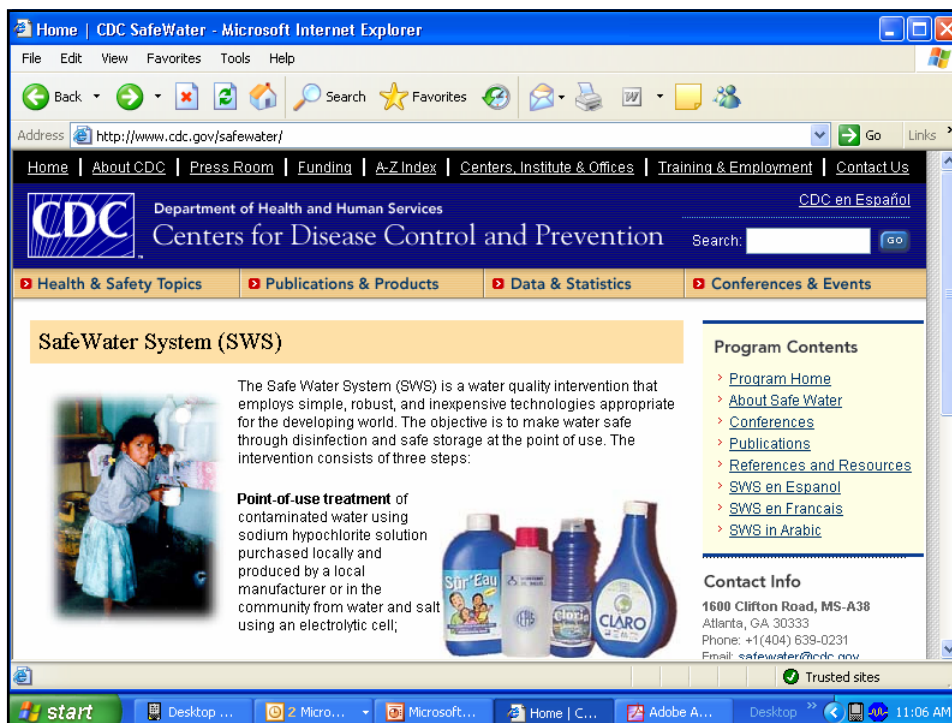 Home | CDC SafeWater - Microsoft Internet Explorer
File Edit View Favorites Tools Help
Back Search Favorites
Address http://www.cdc.gov/safewater/ Go Links »
Home | About CDC | Press Room | Funding | A-Z Index | Centers, Institute & Offices | Training & Employment | Contact Us
CDC en Español
CDC™
Department of Health and Human Services
Centers for Disease Control and Prevention
Search: GO
Health & Safety Topics Publications & Products Data & Statistics Conferences & Events
SafeWater System (SWS)
The Safe Water System (SWS) is a water quality intervention that
employs simple, robust, and inexpensive technologies appropriate
for the developing world. The objective is to make water safe
through disinfection and safe storage at the point of use. The
intervention consists of three steps:
Point-of-use treatment of
contaminated water using
sodium hypochlorite solution
purchased locally and
produced by a local
manufacturer or in the
community from water and salt
using an electrolytic cell;
Sûr'Eau
CLARO
Program Contents
Program Home
About Safe Water
Conferences
Publications
References and Resources
SWS en Espanol
SWS en Francais
SWS in Arabic
Contact Info
1600 Clifton Road, MS-A38
Atlanta, GA 30333
Phone: +1(404) 639-0231
Email: safewater@cdc.gov
Trusted sites
start Desktop ... 2 Micro... Microsoft... Home | C... Adobe A... Desktop » 11:06 AM